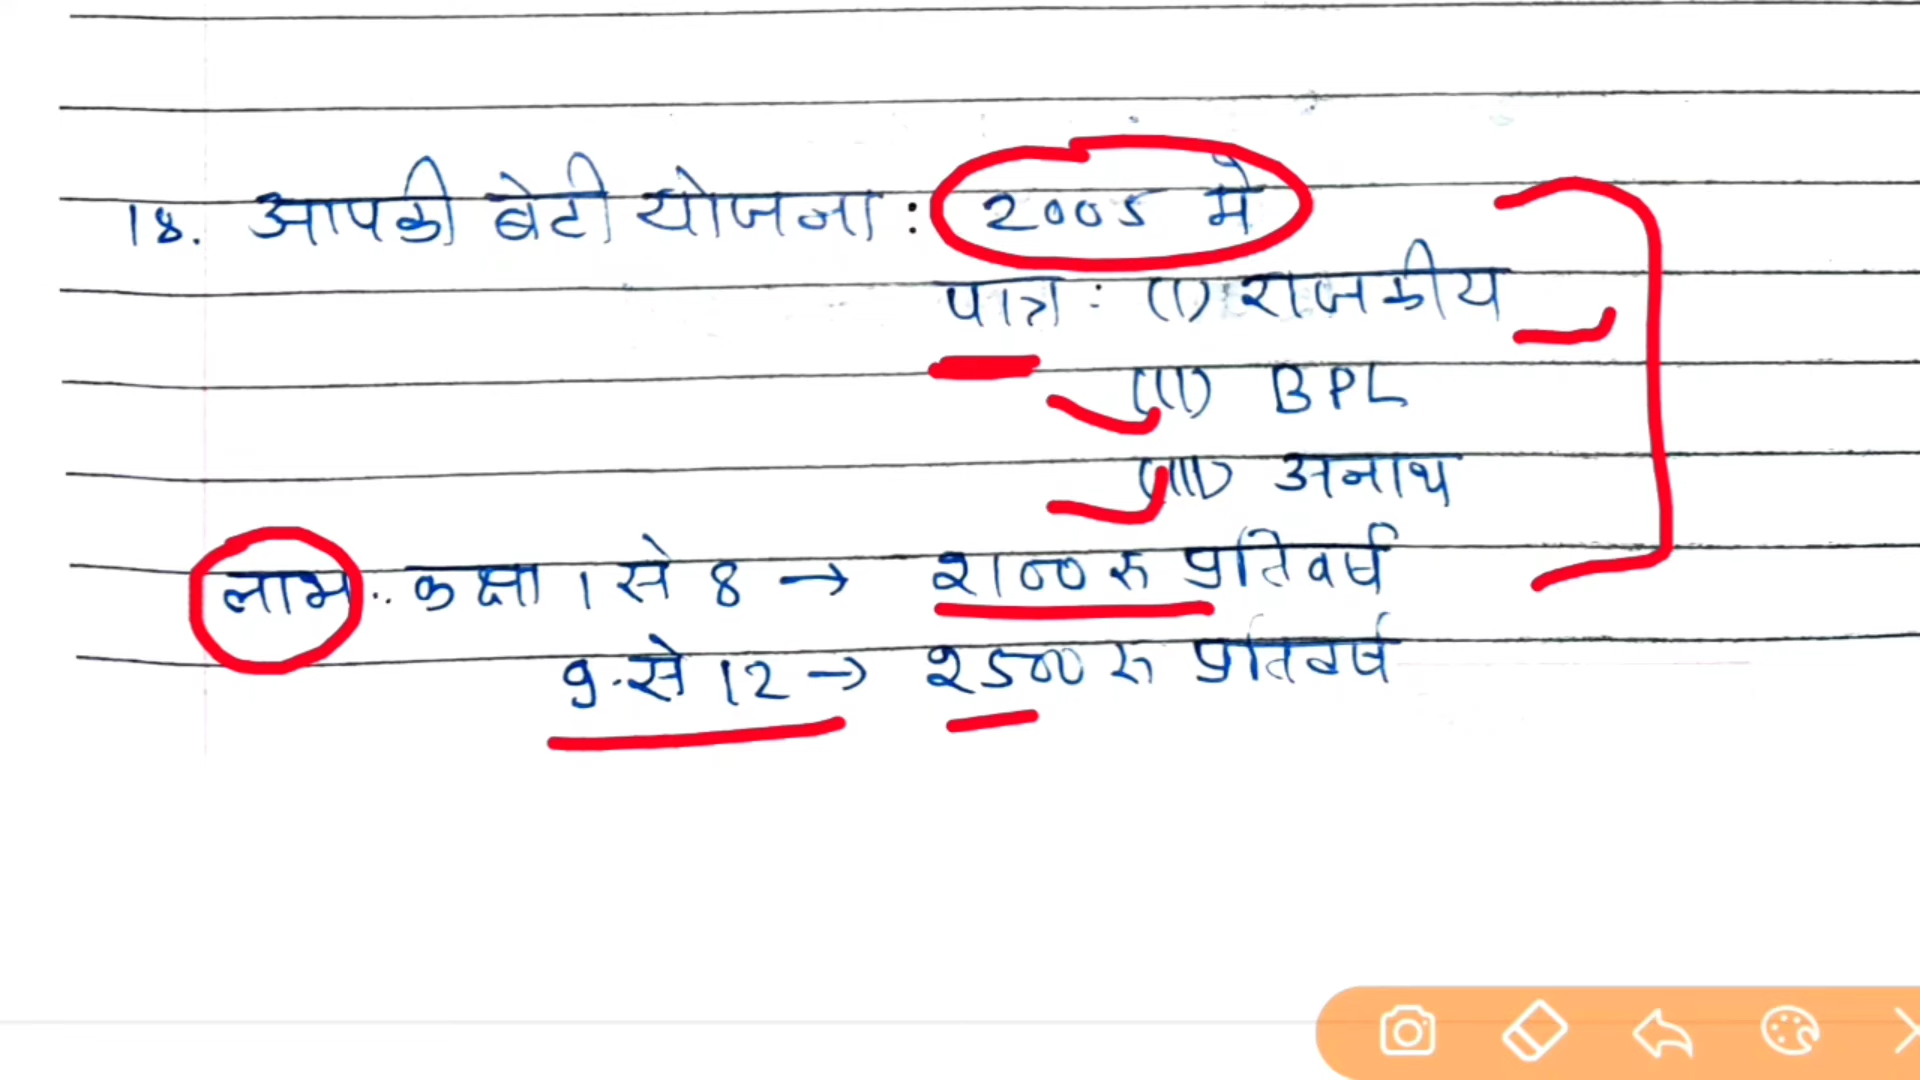 18. आपकी बेटी योजना : 2005 में
पात्र : (I) राजकीय
(II) BPL
(III) अनाथ
लाभ : कक्षा 1 से 8 → 2100 रु प्रतिवर्ष
9 से 12 → 2500 रु प्रतिवर्ष